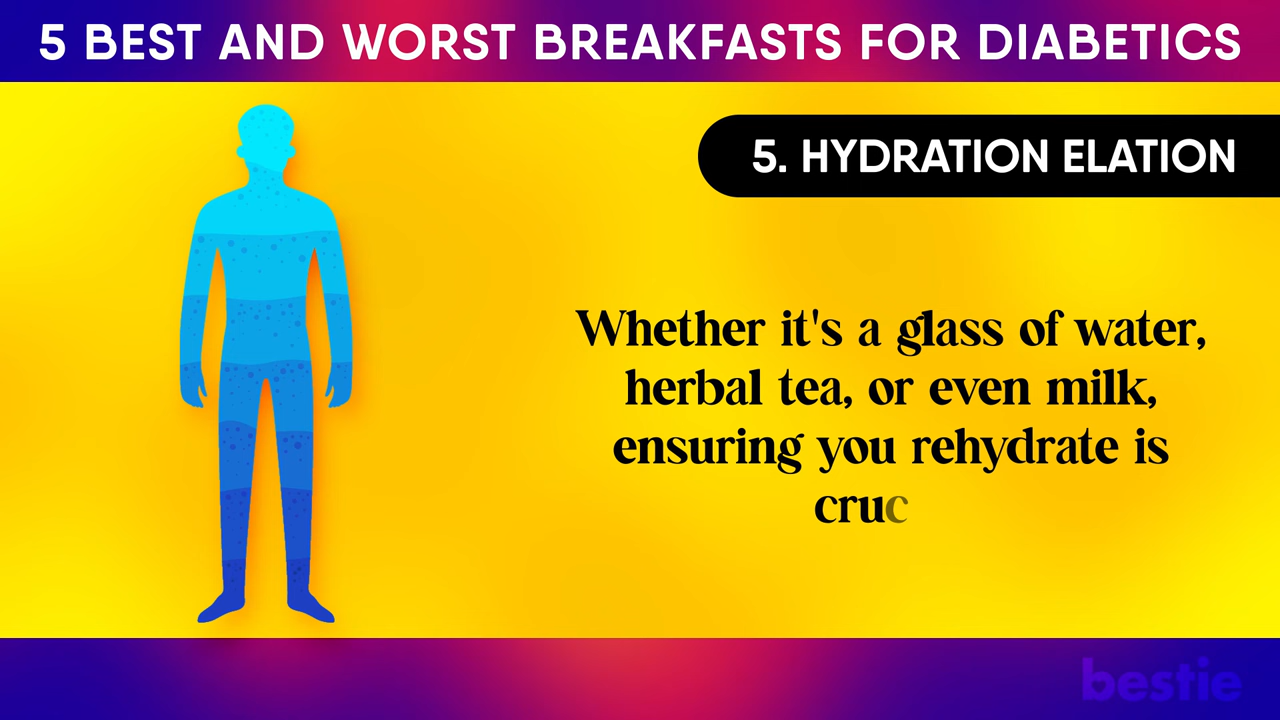 5 BEST AND WORST BREAKFASTS FOR DIABETICS
5. HYDRATION ELATION
Whether it's a glass of water,
herbal tea, or even milk,
ensuring you rehydrate is
cruc
bestie